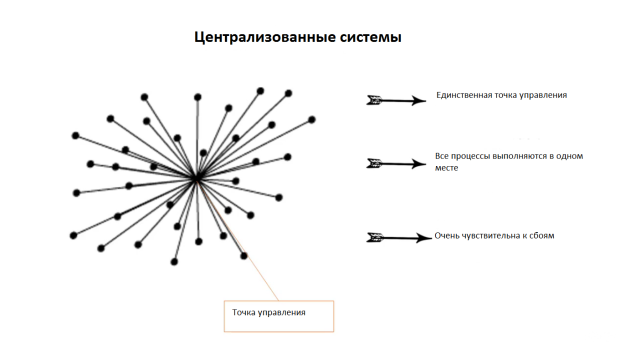 Централизованные системы
Единственная точка управления
Все процессы выполняются в одном
месте
Очень чувствительна к сбоям
Точка управления